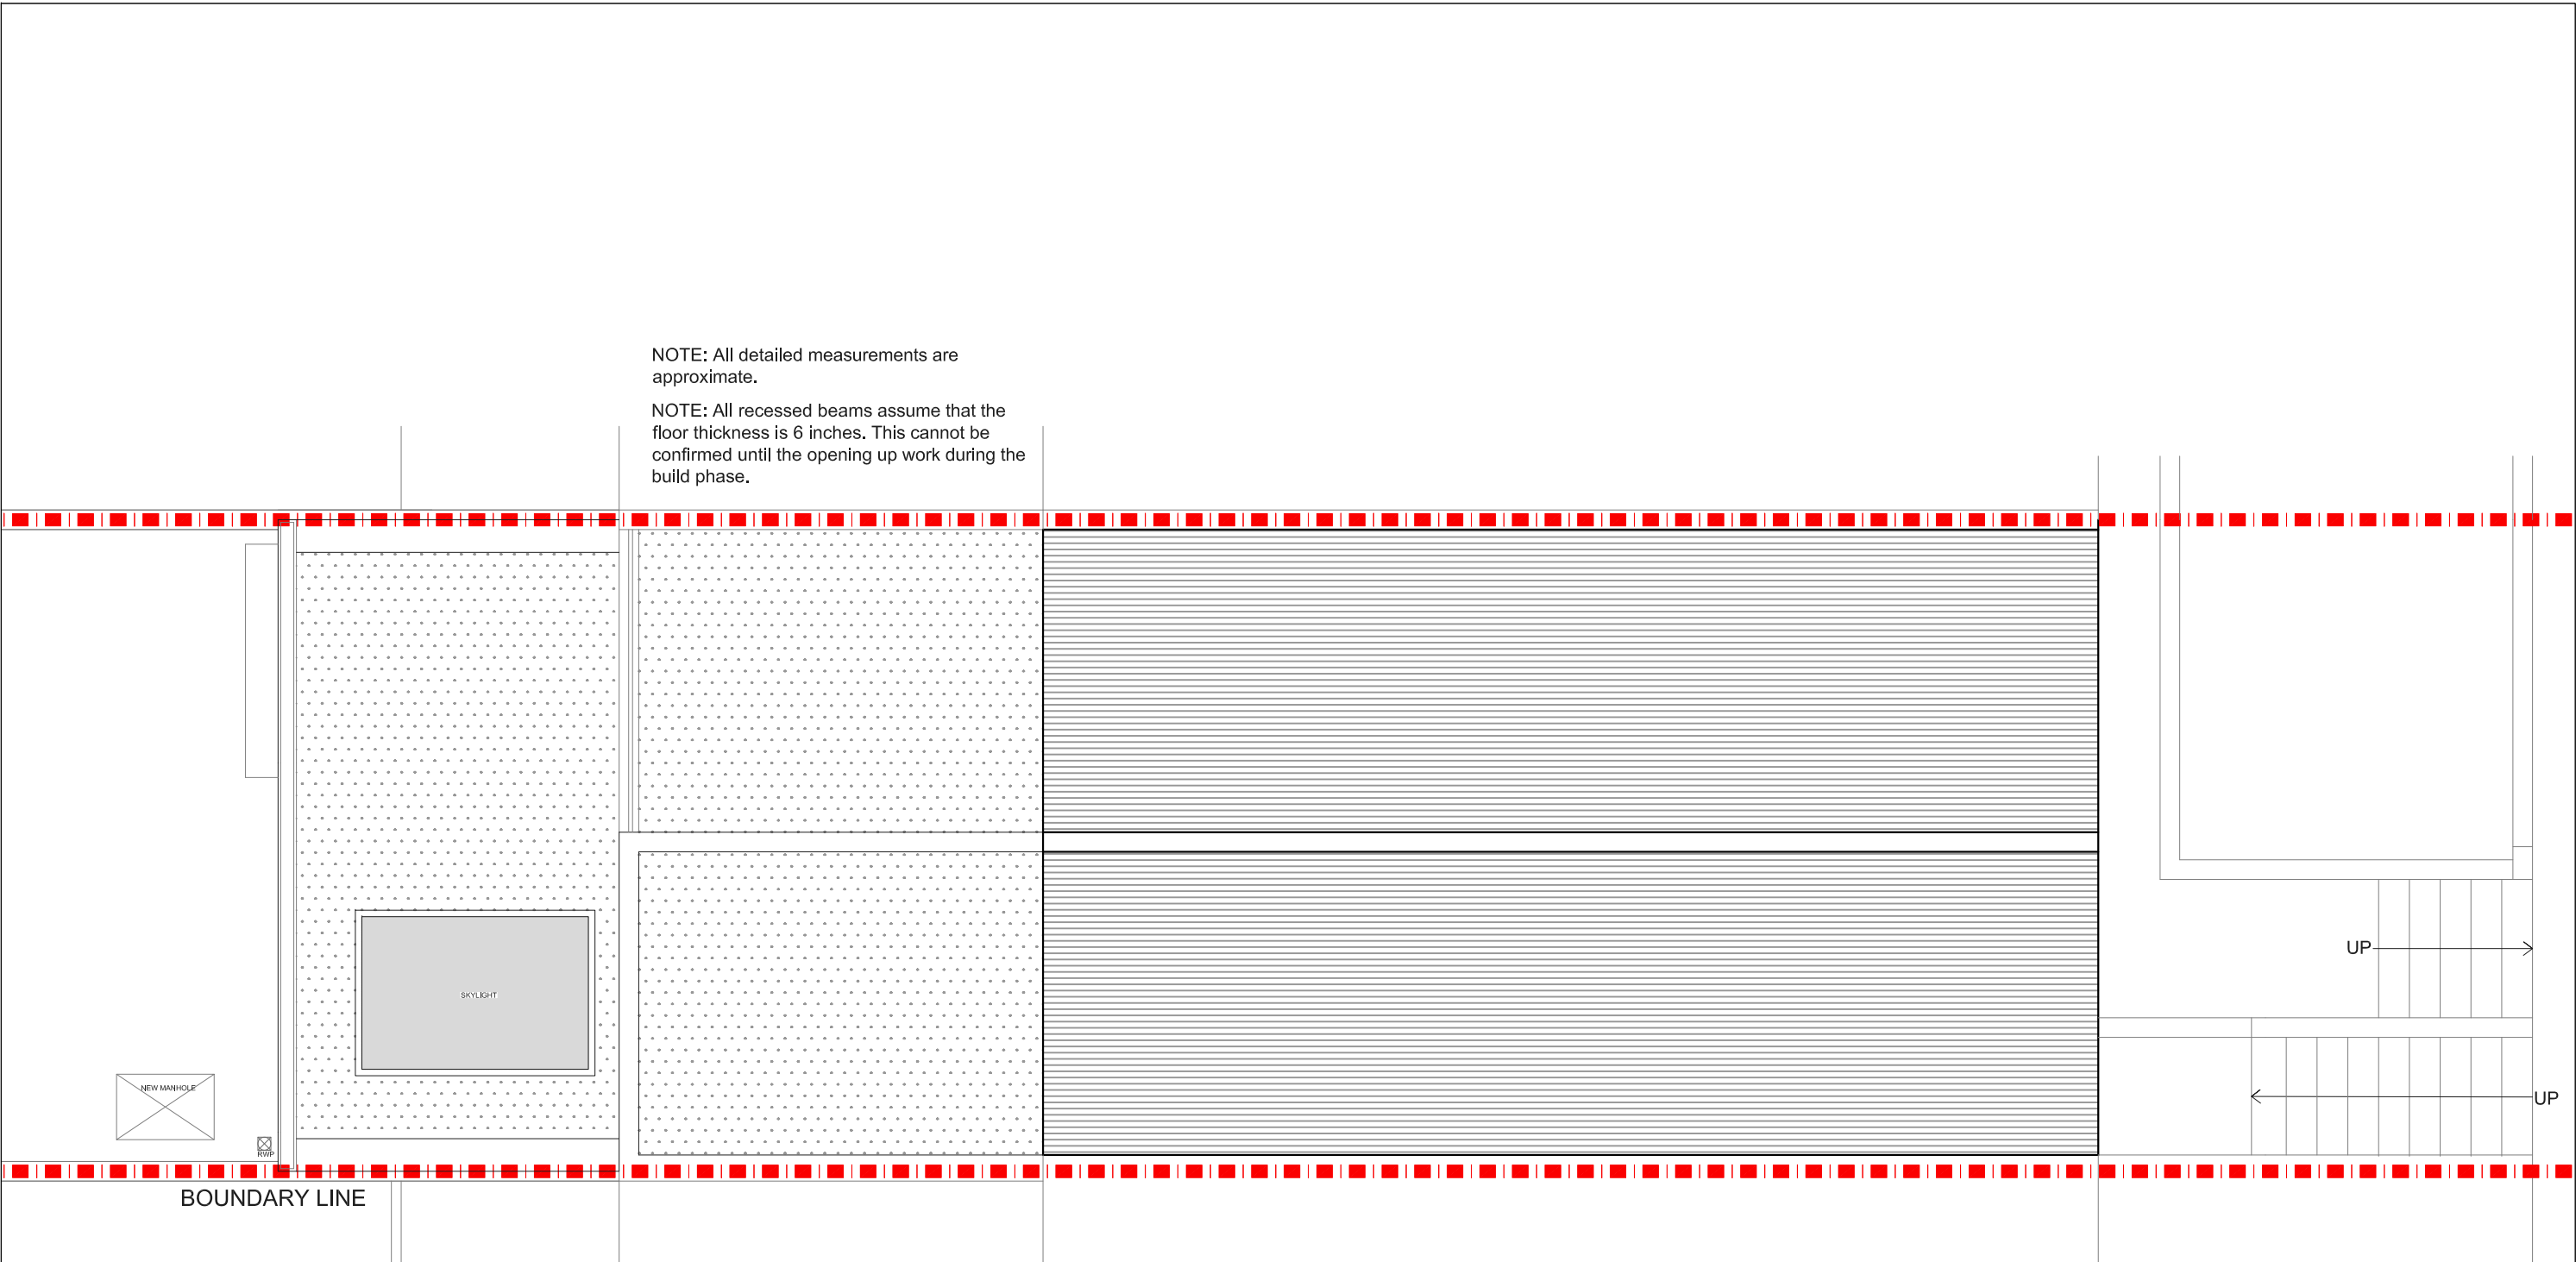 NOTE: All detailed measurements are
approximate.
NOTE: All recessed beams assume that the
floor thickness is 6 inches. This cannot be
confirmed until the opening up work during the
build phase.
UP
SKYLIGHT
NEW MANHOLE
UP
RWP
BOUNDARY LINE